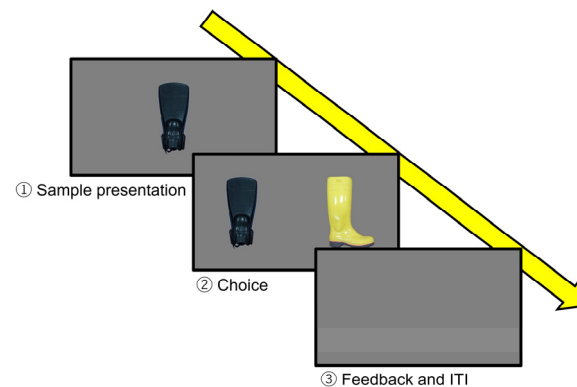 ① Sample presentation
② Choice
③ Feedback and ITI